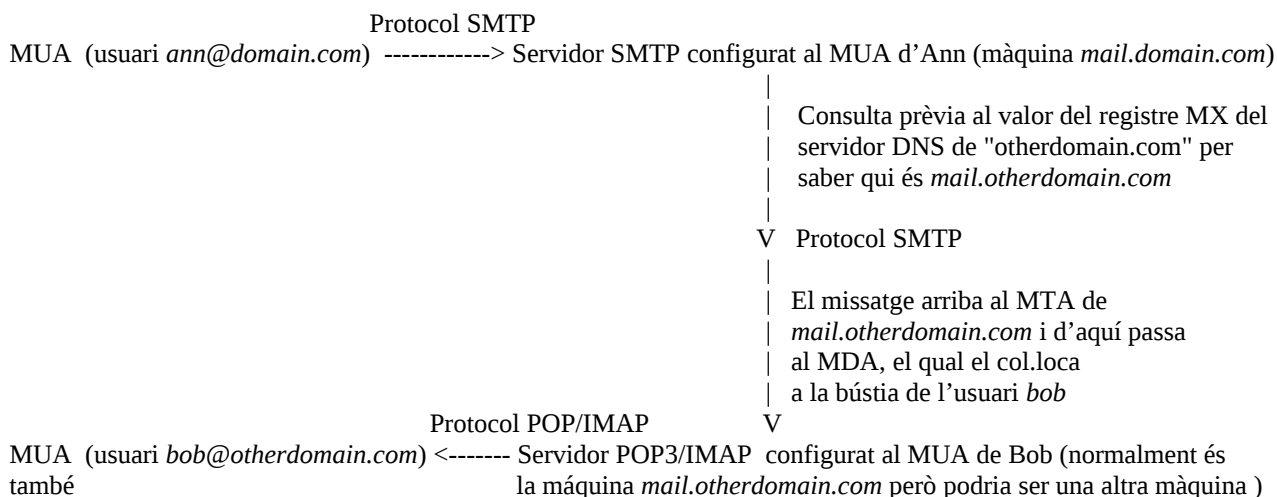 Protocol SMTP
MUA (usuari ann@domain.com) ------------> Servidor SMTP configurat al MUA d’Ann (màquina mail.domain.com)
|
| Consulta prèvia al valor del registre MX del
| servidor DNS de "otherdomain.com" per
| saber qui és mail.otherdomain.com
|
V Protocol SMTP
|
| El missatge arriba al MTA de
| mail.otherdomain.com i d’aquí passa
| al MDA, el qual el col.loca
| a la bústia de l’usuari bob
Protocol POP/IMAP V
MUA (usuari bob@otherdomain.com) <------- Servidor POP3/IMAP configurat al MUA de Bob (normalment és
també la máquina mail.otherdomain.com però podria ser una altra màquina )